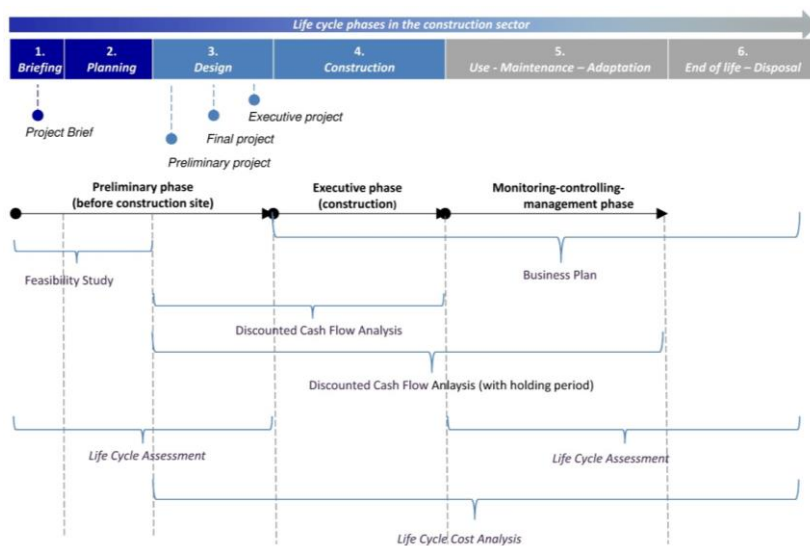 Life cycle phases in the construction sector
1.
Briefing
2.
Planning
3.
Design
4.
Construction
5.
Use - Maintenance – Adaptation
6.
End of life – Disposal
Executive project
Project Brief
Final project
Preliminary project
Preliminary phase
(before construction site)
Executive phase
(construction)
Monitoring-controlling-
management phase
Feasibility Study
Business Plan
Discounted Cash Flow Analysis
Discounted Cash Flow Anlaysis (with holding period)
Life Cycle Assessment
Life Cycle Assessment
Life Cycle Cost Analysis